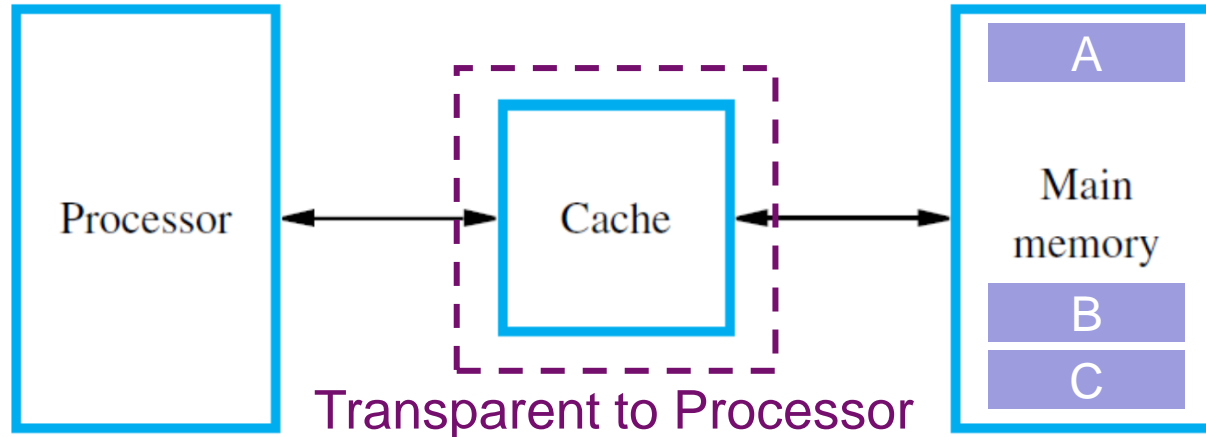 Processor
Cache
Transparent to Processor
A
Main
memory
B
C